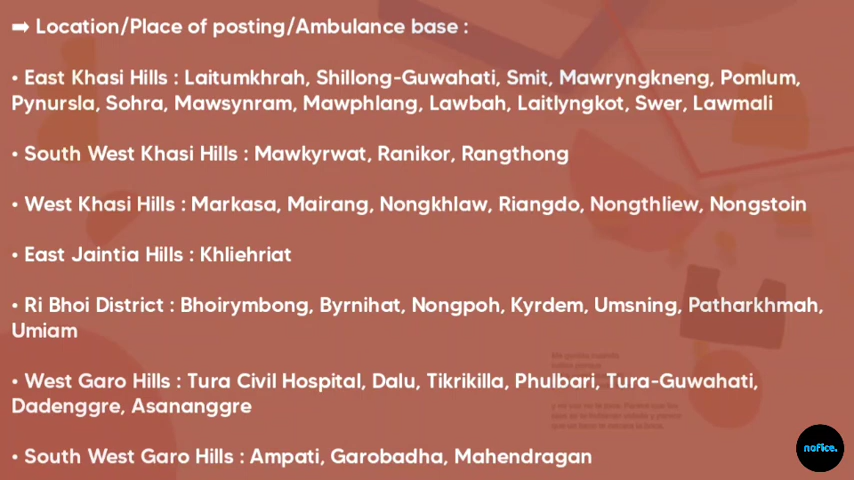 ➡ Location/Place of posting/Ambulance base :
• East Khasi Hills : Laitumkhrah, Shillong-Guwahati, Smit, Mawryngkneng, Pomlum,
Pynursla, Sohra, Mawsynram, Mawphlang, Lawbah, Laitlyngkot, Swer, Lawmali
• South West Khasi Hills : Mawkyrwat, Ranikor, Rangthong
• West Khasi Hills : Markasa, Mairang, Nongkhlaw, Riangdo, Nongthliew, Nongstoin
• East Jaintia Hills : Khliehriat
• Ri Bhoi District : Bhoirymbong, Byrnihat, Nongpoh, Kyrdem, Umsning, Patharkhmah,
Umiam
• West Garo Hills : Tura Civil Hospital, Dalu, Tikrikilla, Phulbari, Tura-Guwahati,
Dadenggre, Asananggre
• South West Garo Hills : Ampati, Garobadha, Mahendragan
nofice.